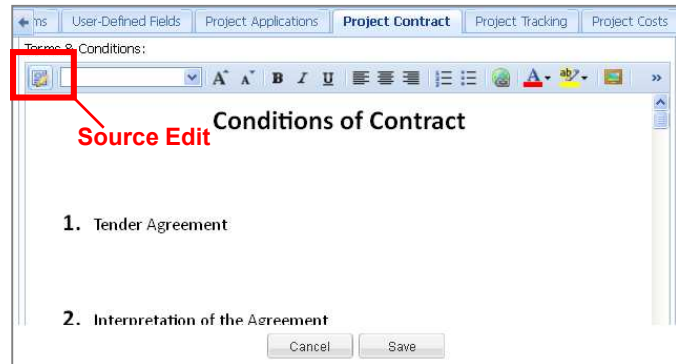 ms User-Defined Fields Project Applications Project Contract Project Tracking Project Costs
Terms & Conditions:
A A B I U A ab »
Source Edit
Conditions of Contract
1. Tender Agreement
2. Interpretation of the Agreement
Cancel Save